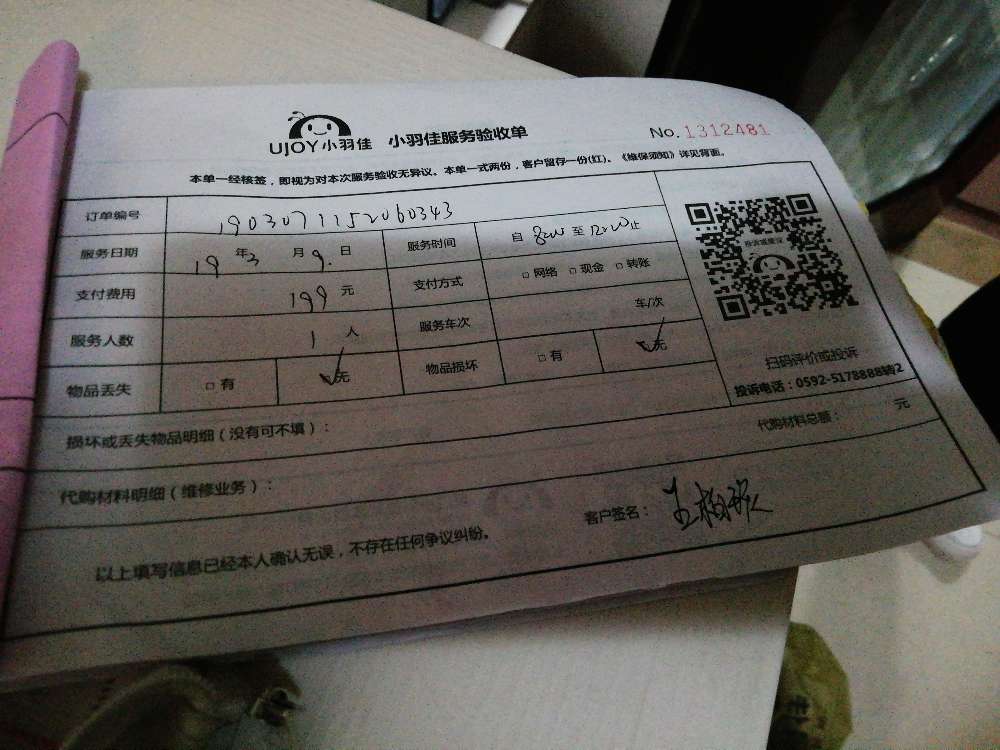 UJOY小羽佳 小羽佳服务验收单 No. 1312481
本单一经核签，即视为对本次服务验收无异议。本单一式两份，客户留存一份(红)。《维保须知》详见背面。
订单编号 1903071152060343
服务日期 19 年 3 月 9 日 服务时间 自 8:00 至 12:00 止
支付费用 199 元 支付方式 □ 网络 □ 现金 □ 转账
服务人数 1 人 服务车次 车/次
物品丢失 □ 有 ✓无 物品损坏 □ 有 ✓无
扫码评价或投诉
投诉电话：0592-5178888转2
损坏或丢失物品明细（没有可不填）：
代购材料明细（维修业务）： 代购材料总额： 元
以上填写信息已经本人确认无误，不存在任何争议纠纷。 客户签名：